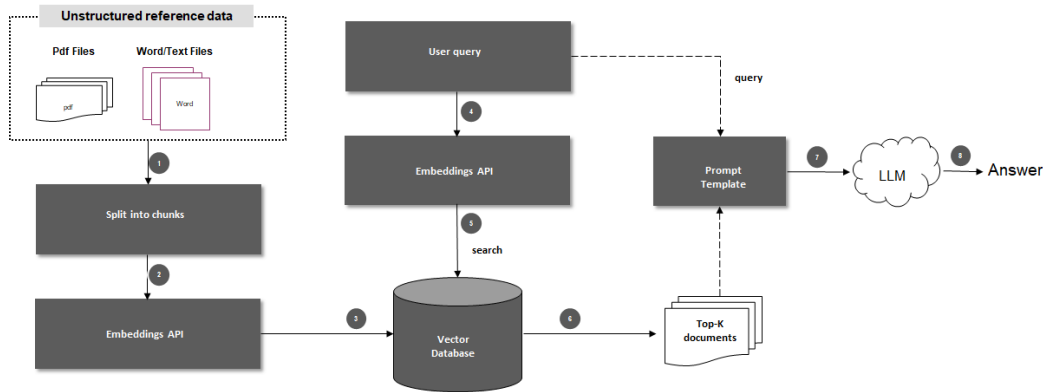 Unstructured reference data
Pdf Files
Word/Text Files
pdf
Word
1
Split into chunks
2
Embeddings API
3
User query
4
Embeddings API
5
search
Vector
Database
6
Top-K
documents
query
Prompt
Template
7
LLM
8
Answer